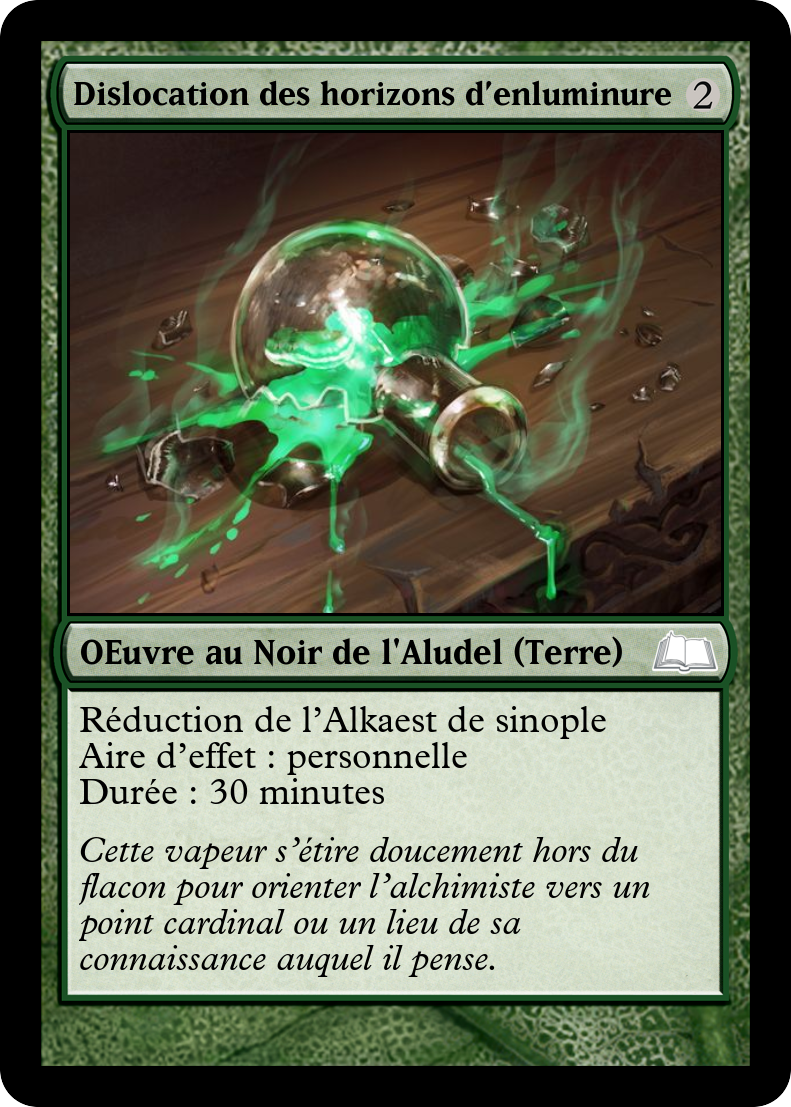 Dislocation des horizons d'enluminure 2
OEuvre au Noir de l'Aludel (Terre)
Réduction de l’Alkaest de sinople
Aire d’effet : personnelle
Durée : 30 minutes
Cette vapeur s’étire doucement hors du
flacon pour orienter l’alchimiste vers un
point cardinal ou un lieu de sa
connaissance auquel il pense.